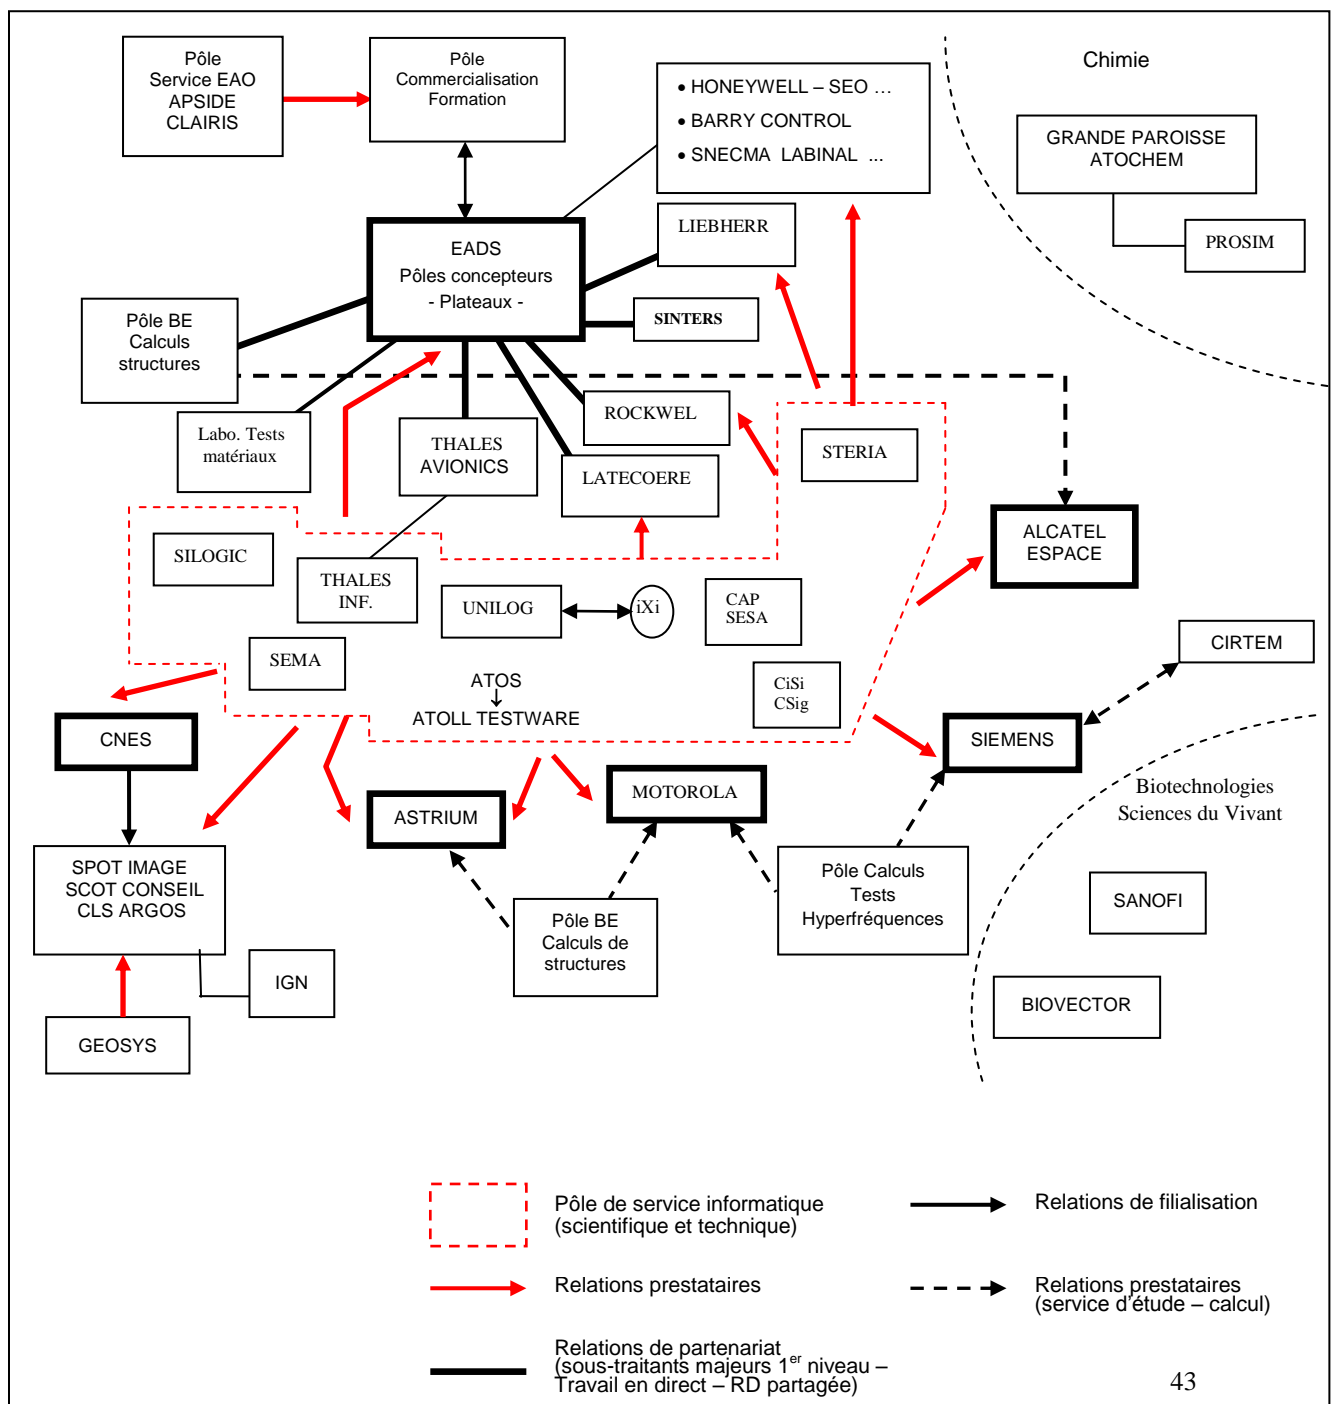 Pôle
Service EAO
APSIDE
CLAIRIS
Pôle
Commercialisation
Formation
• HONEYWELL – SEO ...
• BARRY CONTROL
• SNECMA LABINAL ...
Chimie
GRANDE PAROISSE
ATOCHEM
PROSIM
EADS
Pôles concepteurs
- Plateaux -
LIEBHERR
SINTERS
Pôle BE
Calculs
structures
Labo. Tests
matériaux
THALES
AVIONICS
ROCKWEL
LATECOERE
STERIA
ALCATEL
ESPACE
SILOGIC
THALES
INF.
UNILOG
iXi
CAP
SESA
SEMA
ATOS
↓
ATOLL TESTWARE
CiSi
CSig
CIRTEM
CNES
SIEMENS
ASTRIUM
MOTOROLA
Biotechnologies
Sciences du Vivant
SPOT IMAGE
SCOT CONSEIL
CLS ARGOS
Pôle BE
Calculs de
structures
Pôle Calculs
Tests
Hyperfréquences
SANOFI
IGN
BIOVECTOR
GEOSYS
Pôle de service informatique
(scientifique et technique)
Relations de filialisation
Relations prestataires
Relations prestataires
(service d'étude – calcul)
Relations de partenariat
(sous-traitants majeurs 1er niveau –
Travail en direct – RD partagée)
43